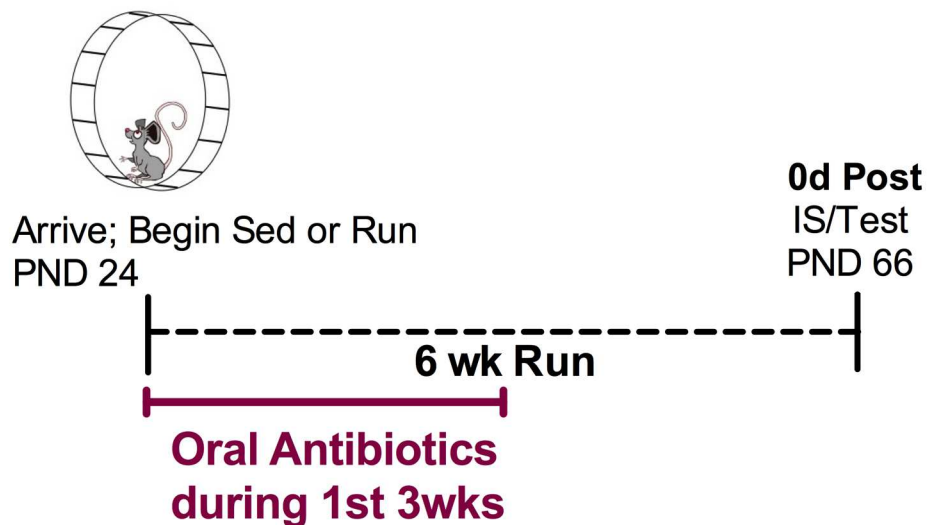 Arrive; Begin Sed or Run
PND 24
0d Post
IS/Test
PND 66
6 wk Run
Oral Antibiotics
during 1st 3wks